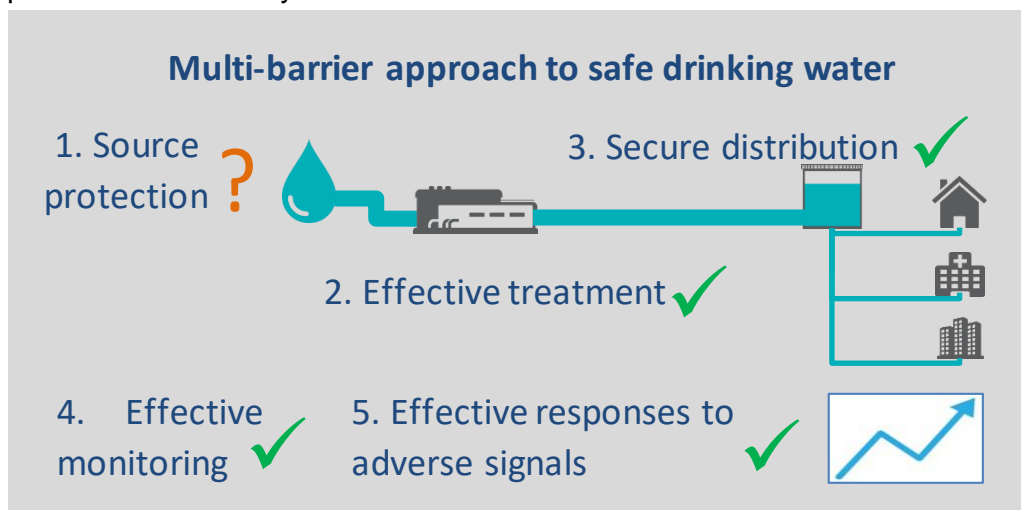 Multi-barrier approach to safe drinking water
1. Source
protection ?
3. Secure distribution
2. Effective treatment
4. Effective
monitoring
5. Effective responses to
adverse signals